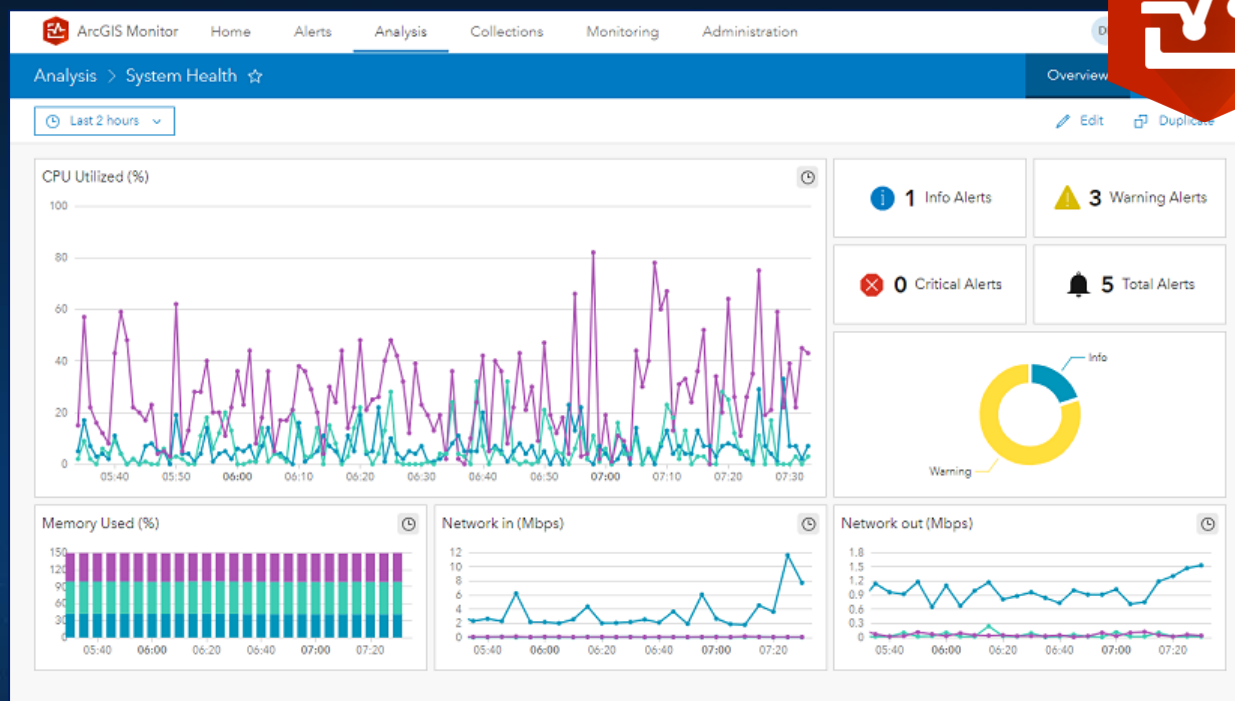 ArcGIS Monitor Home Alerts Analysis Collections Monitoring Administration
Analysis > System Health
Overview
Last 2 hours
Edit Duplicate
CPU Utilized (%)
100
80
60
40
20
0
05:40 05:50 06:00 06:10 06:20 06:30 06:40 06:50 07:00 07:10 07:20 07:30
1 Info Alerts
3 Warning Alerts
0 Critical Alerts
5 Total Alerts
Info
Warning
Memory Used (%)
150
120
90
60
30
0
05:40 06:00 06:20 06:40 07:00 07:20
Network in (Mbps)
12
10
8
6
4
2
0
05:40 06:00 06:20 06:40 07:00 07:20
Network out (Mbps)
1.8
1.5
1.2
0.9
0.6
0.3
0
05:40 06:00 06:20 06:40 07:00 07:20